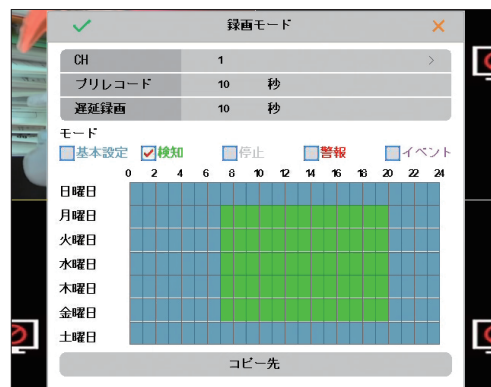 録画モード
CH 1
プリレコード 10 秒
遅延録画 10 秒
モード
基本設定 検知 停止 警報 イベント
0 2 4 6 8 10 12 14 16 18 20 22 24
日曜日
月曜日
火曜日
水曜日
木曜日
金曜日
土曜日
コピー先